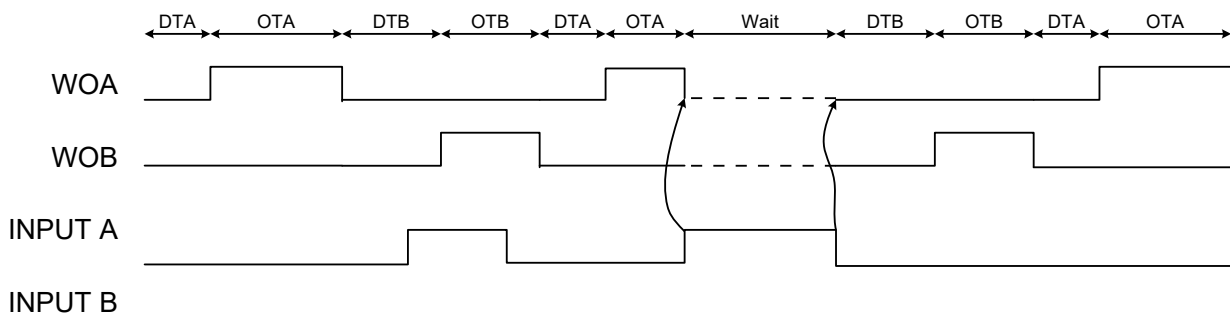 DTA OTA DTB OTB DTA OTA Wait DTB OTB DTA OTA
WOA
WOB
INPUT A
INPUT B